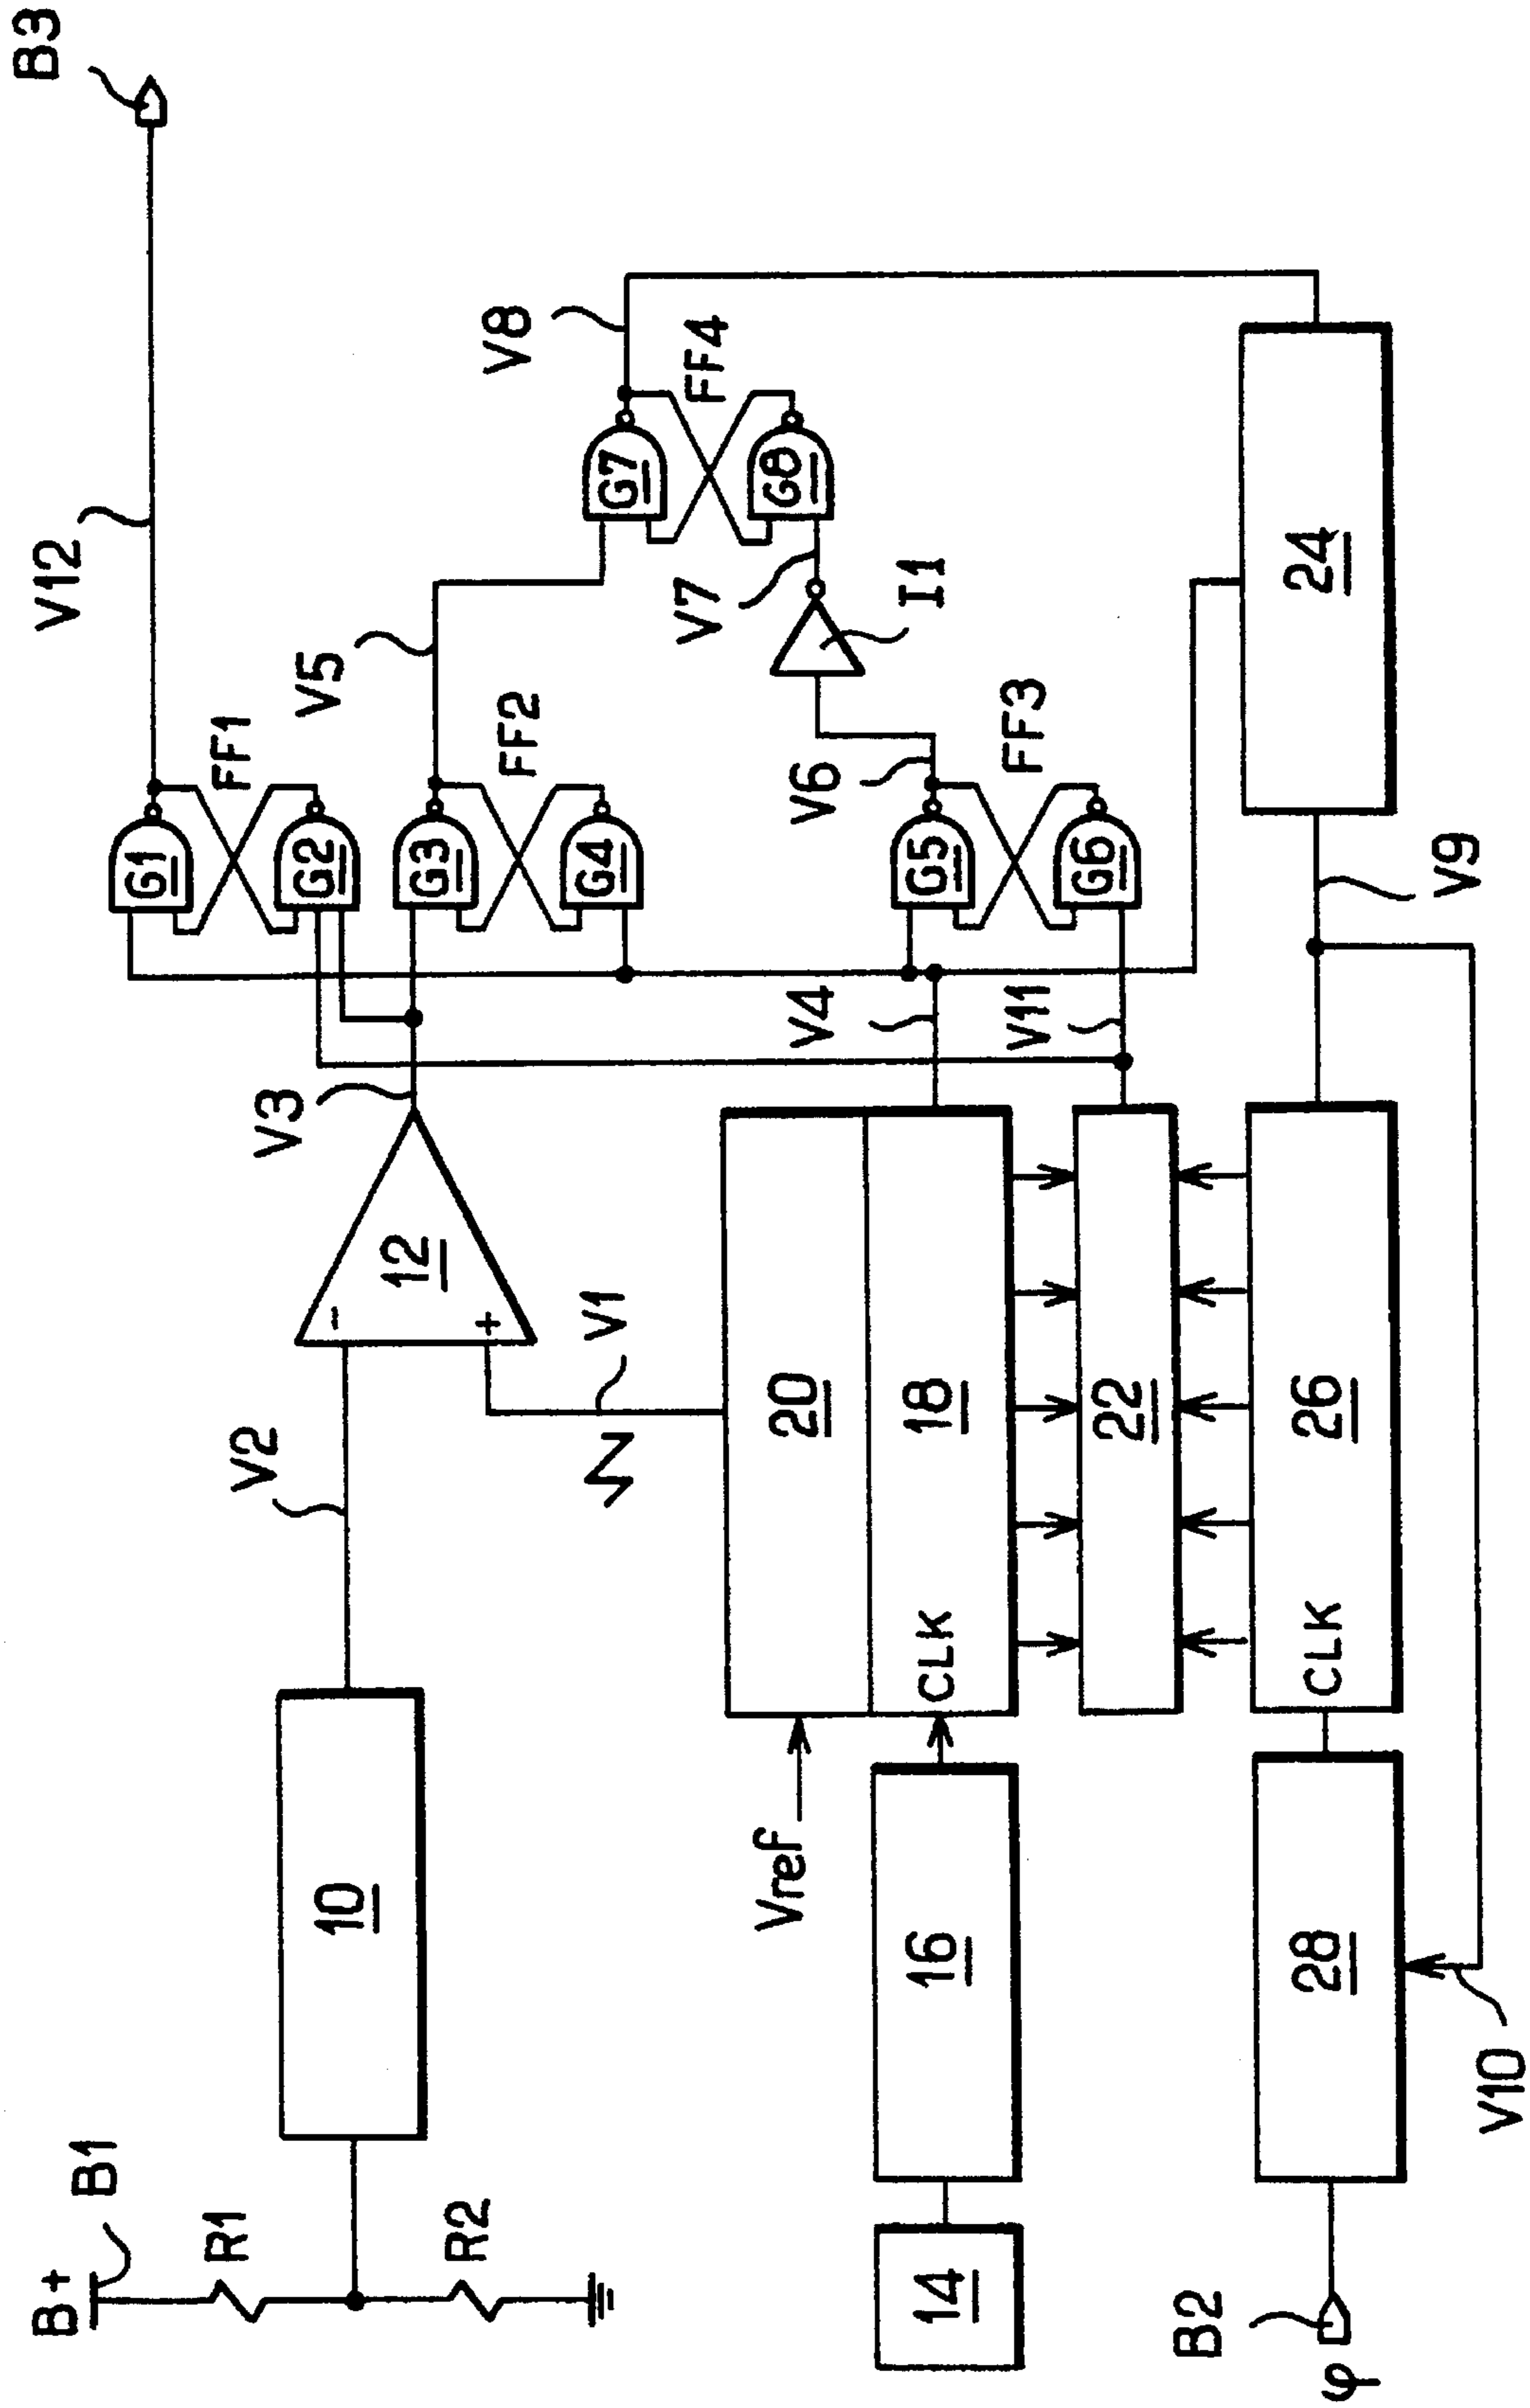 B+
B1
R1
R2
10
V2
12
-
+
V3
V1
Vref
20
18
CLK
14
16
22
26
CLK
28
B2
φ
V10
V9
24
V4
V11
G1
G2
FF1
G3
G4
FF2
G5
G6
FF3
V5
V6
V7
I1
G7
G8
FF4
V8
V12
B3